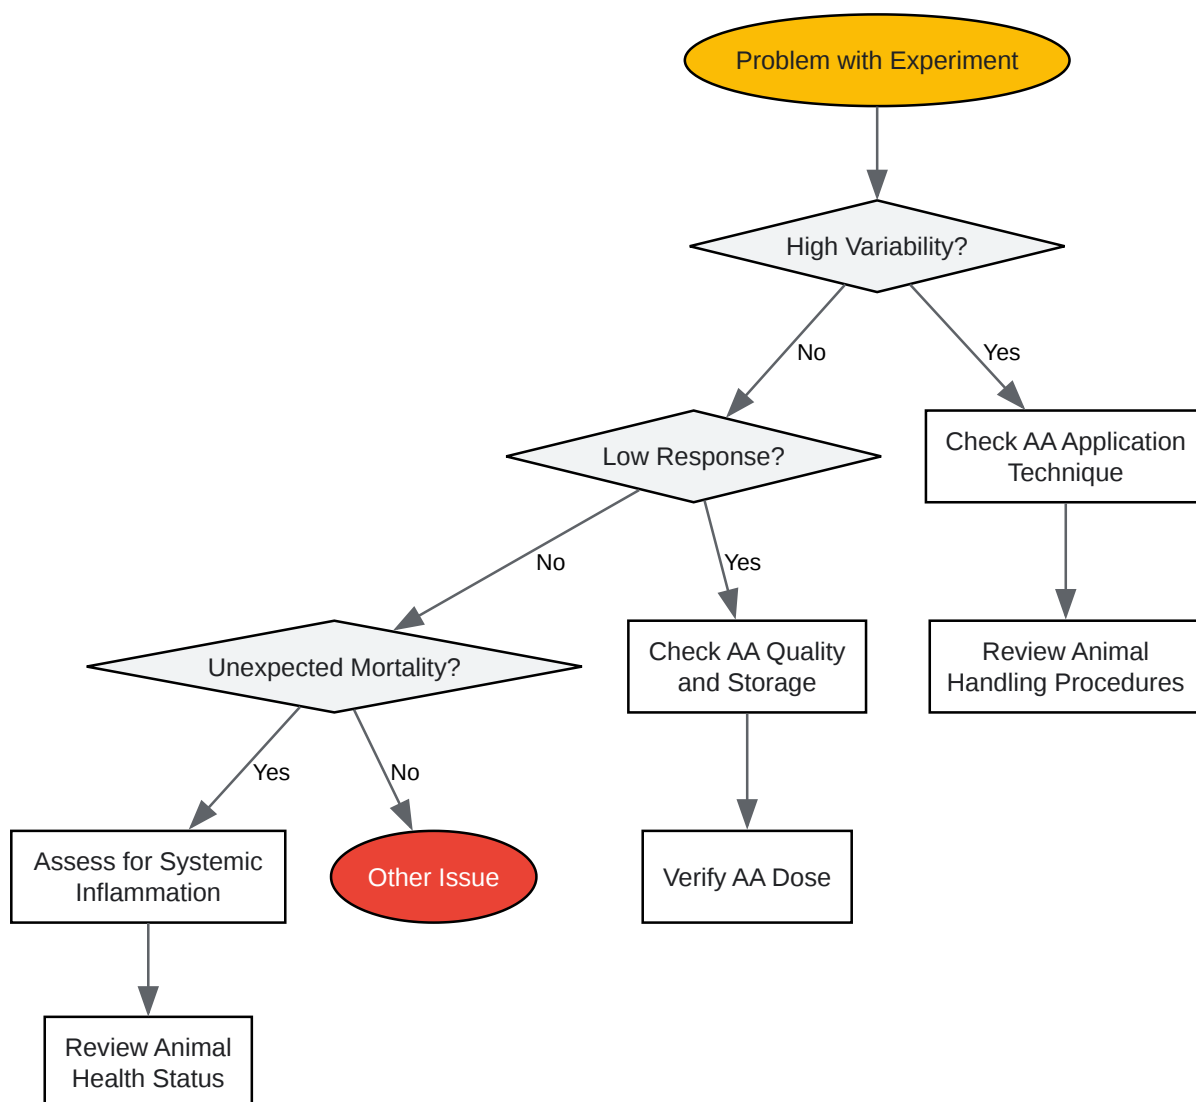 Problem with Experiment
High Variability?
No
Yes
Low Response?
Check AA Application
Technique
No
Yes
Unexpected Mortality?
Check AA Quality
and Storage
Review Animal
Handling Procedures
Yes
No
Assess for Systemic
Inflammation
Other Issue
Verify AA Dose
Review Animal
Health Status